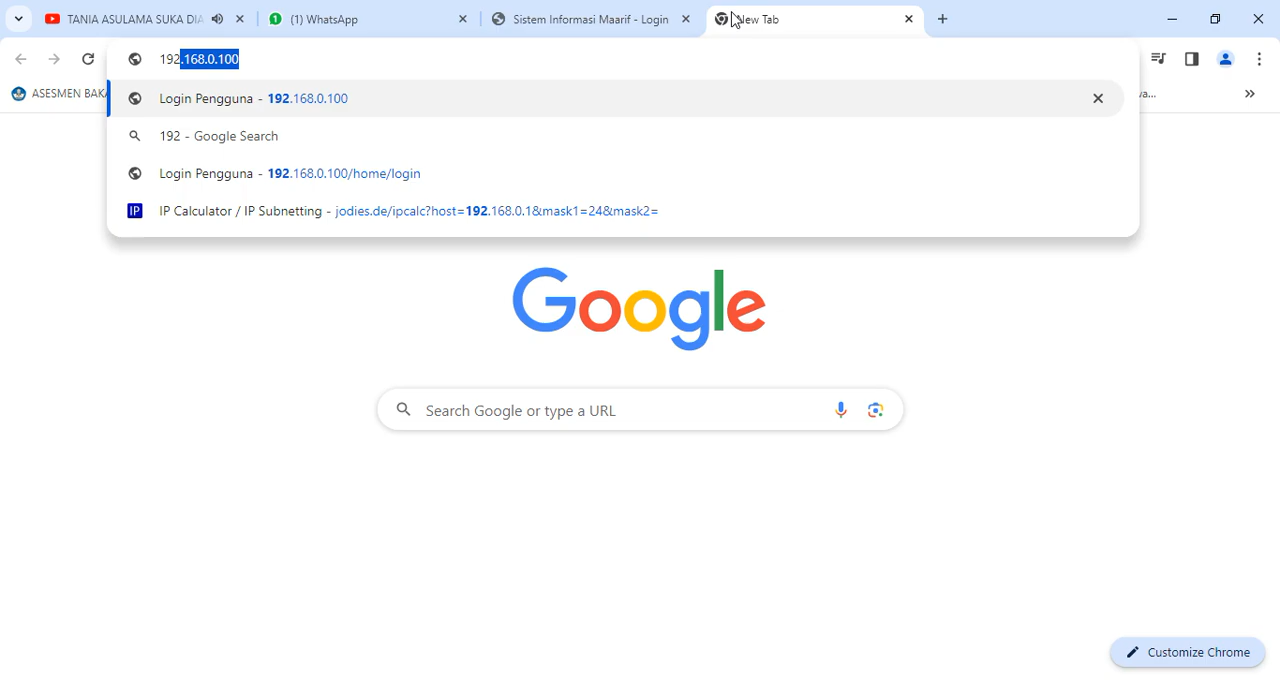 TANIA ASULAMA SUKA DIA
(1) WhatsApp
Sistem Informasi Maarif - Login
New Tab
192.168.0.100
ASESMEN BAKA
Login Pengguna - 192.168.0.100
192 - Google Search
Login Pengguna - 192.168.0.100/home/login
IP
IP Calculator / IP Subnetting - jodies.de/ipcalc?host=192.168.0.1&mask1=24&mask2=
Google
Search Google or type a URL
Customize Chrome